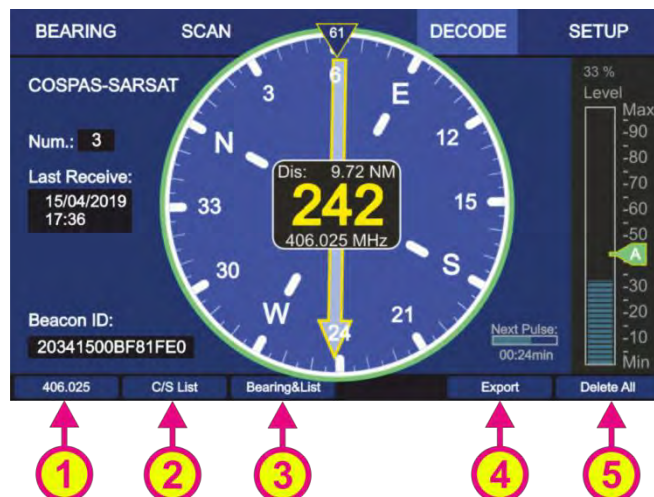 BEARING SCAN DECODE SETUP
61
COSPAS-SARSAT
Num.: 3
Last Receive:
15/04/2019
17:36
Beacon ID:
20341500BF81FE0
6
3 E
N 12
33 15
30 S
W 21
24
Dis: 9.72 NM
242
406.025 MHz
Next Pulse:
00:24min
33 %
Level
Max
-90
-80
-70
-60
-50
A
-30
-20
-10
Min
406.025 C/S List Bearing&List Export Delete All
1 2 3 4 5